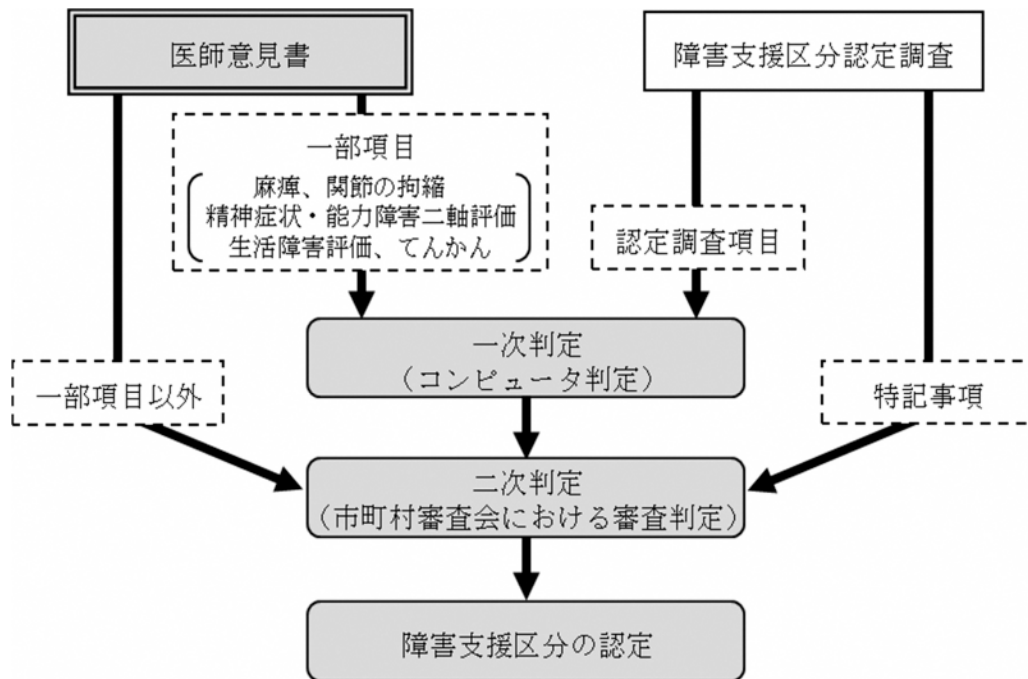 医師意見書
障害支援区分認定調査
一部項目
麻痺、関節の拘縮
精神症状・能力障害二軸評価
生活障害評価、てんかん
認定調査項目
一次判定
（コンピュータ判定）
一部項目以外
特記事項
二次判定
（市町村審査会における審査判定）
障害支援区分の認定